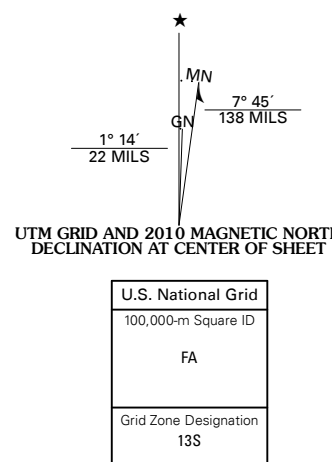 ★
MN
GN
7° 45´
138 MILS
1° 14´
22 MILS
UTM GRID AND 2010 MAGNETIC NORTH
DECLINATION AT CENTER OF SHEET
U.S. National Grid
100,000-m Square ID
FA
Grid Zone Designation
13S